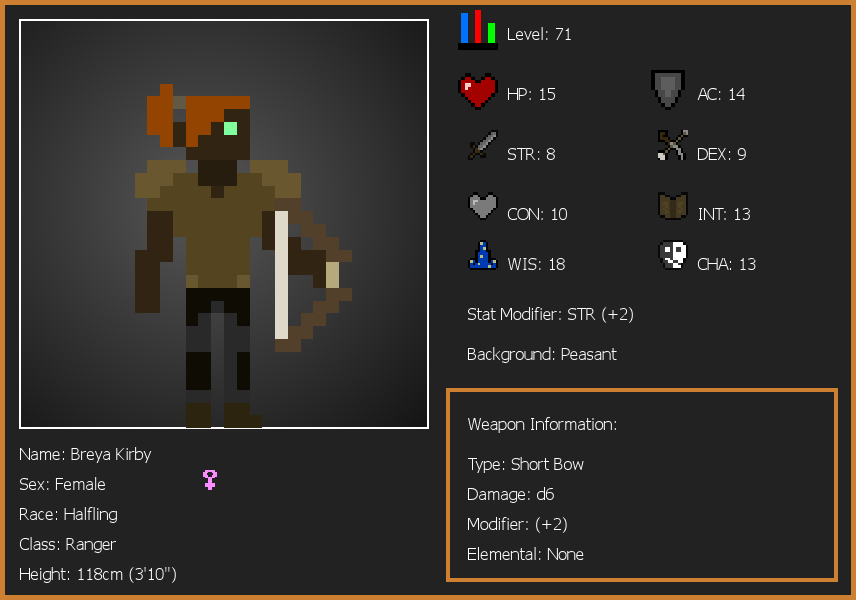 Level: 71
HP: 15
AC: 14
STR: 8
DEX: 9
CON: 10
INT: 13
WIS: 18
CHA: 13
Stat Modifier: STR (+2)
Background: Peasant
Weapon Information:
Type: Short Bow
Damage: d6
Modifier: (+2)
Elemental: None
Name: Breya Kirby
Sex: Female
Race: Halfling
Class: Ranger
Height: 118cm (3'10")